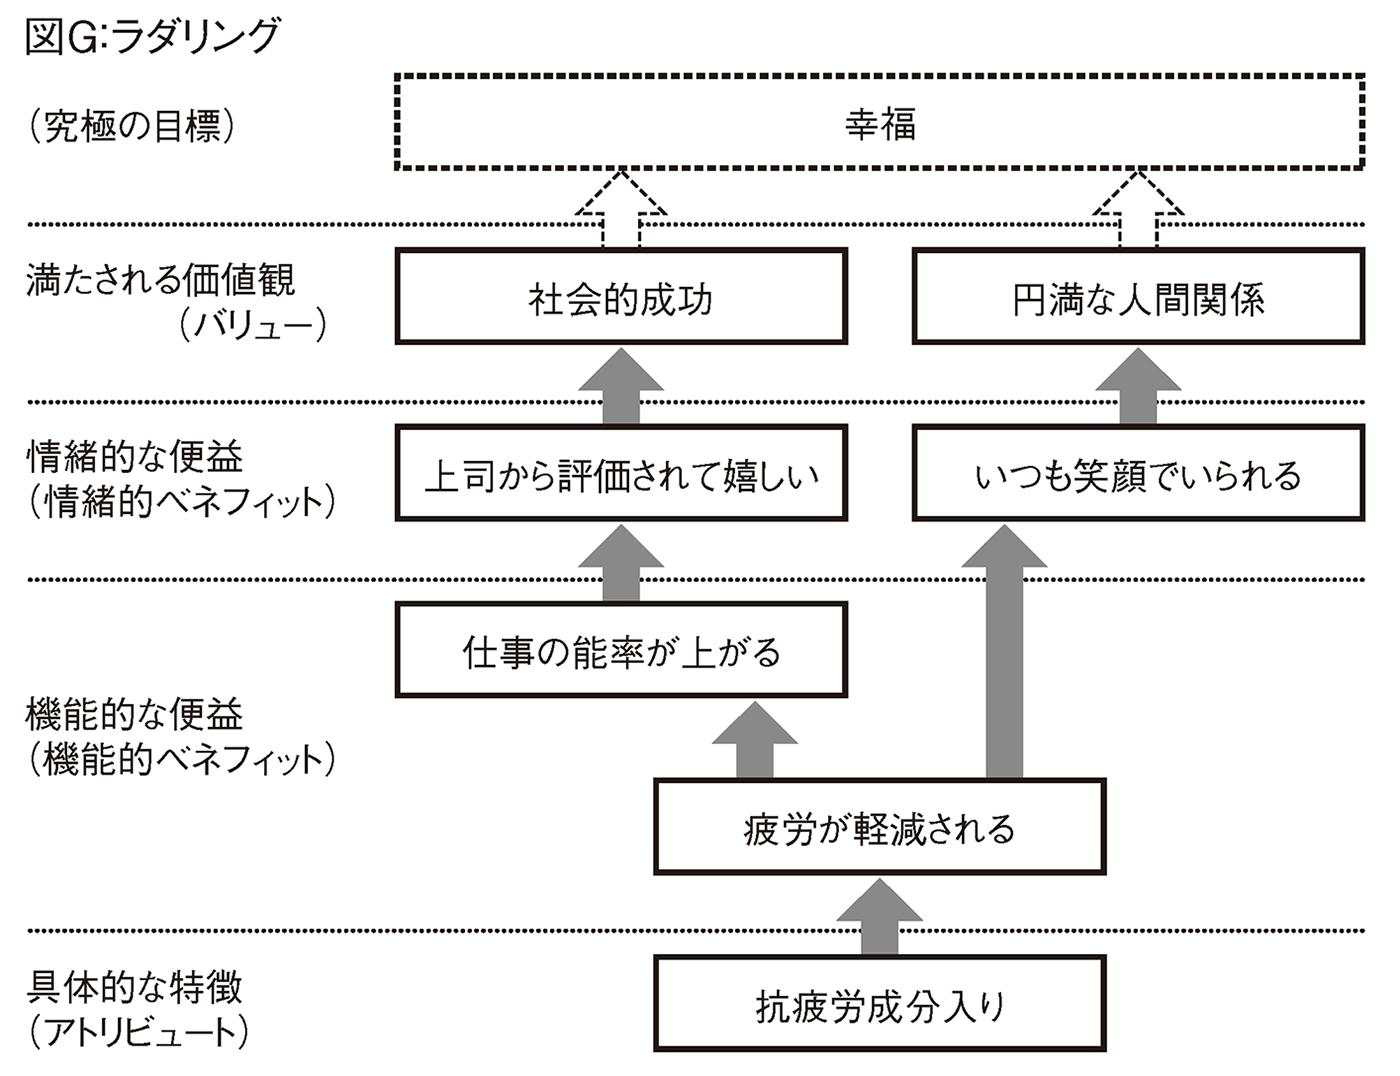 図G：ラダリング
（究極の目標）
幸福
満たされる価値観
（バリュー）
社会的成功
円満な人間関係
情緒的な便益
（情緒的ベネフィット）
上司から評価されて嬉しい
いつも笑顔でいられる
仕事の能率が上がる
機能的な便益
（機能的ベネフィット）
疲労が軽減される
具体的な特徴
（アトリビュート）
抗疲労成分入り